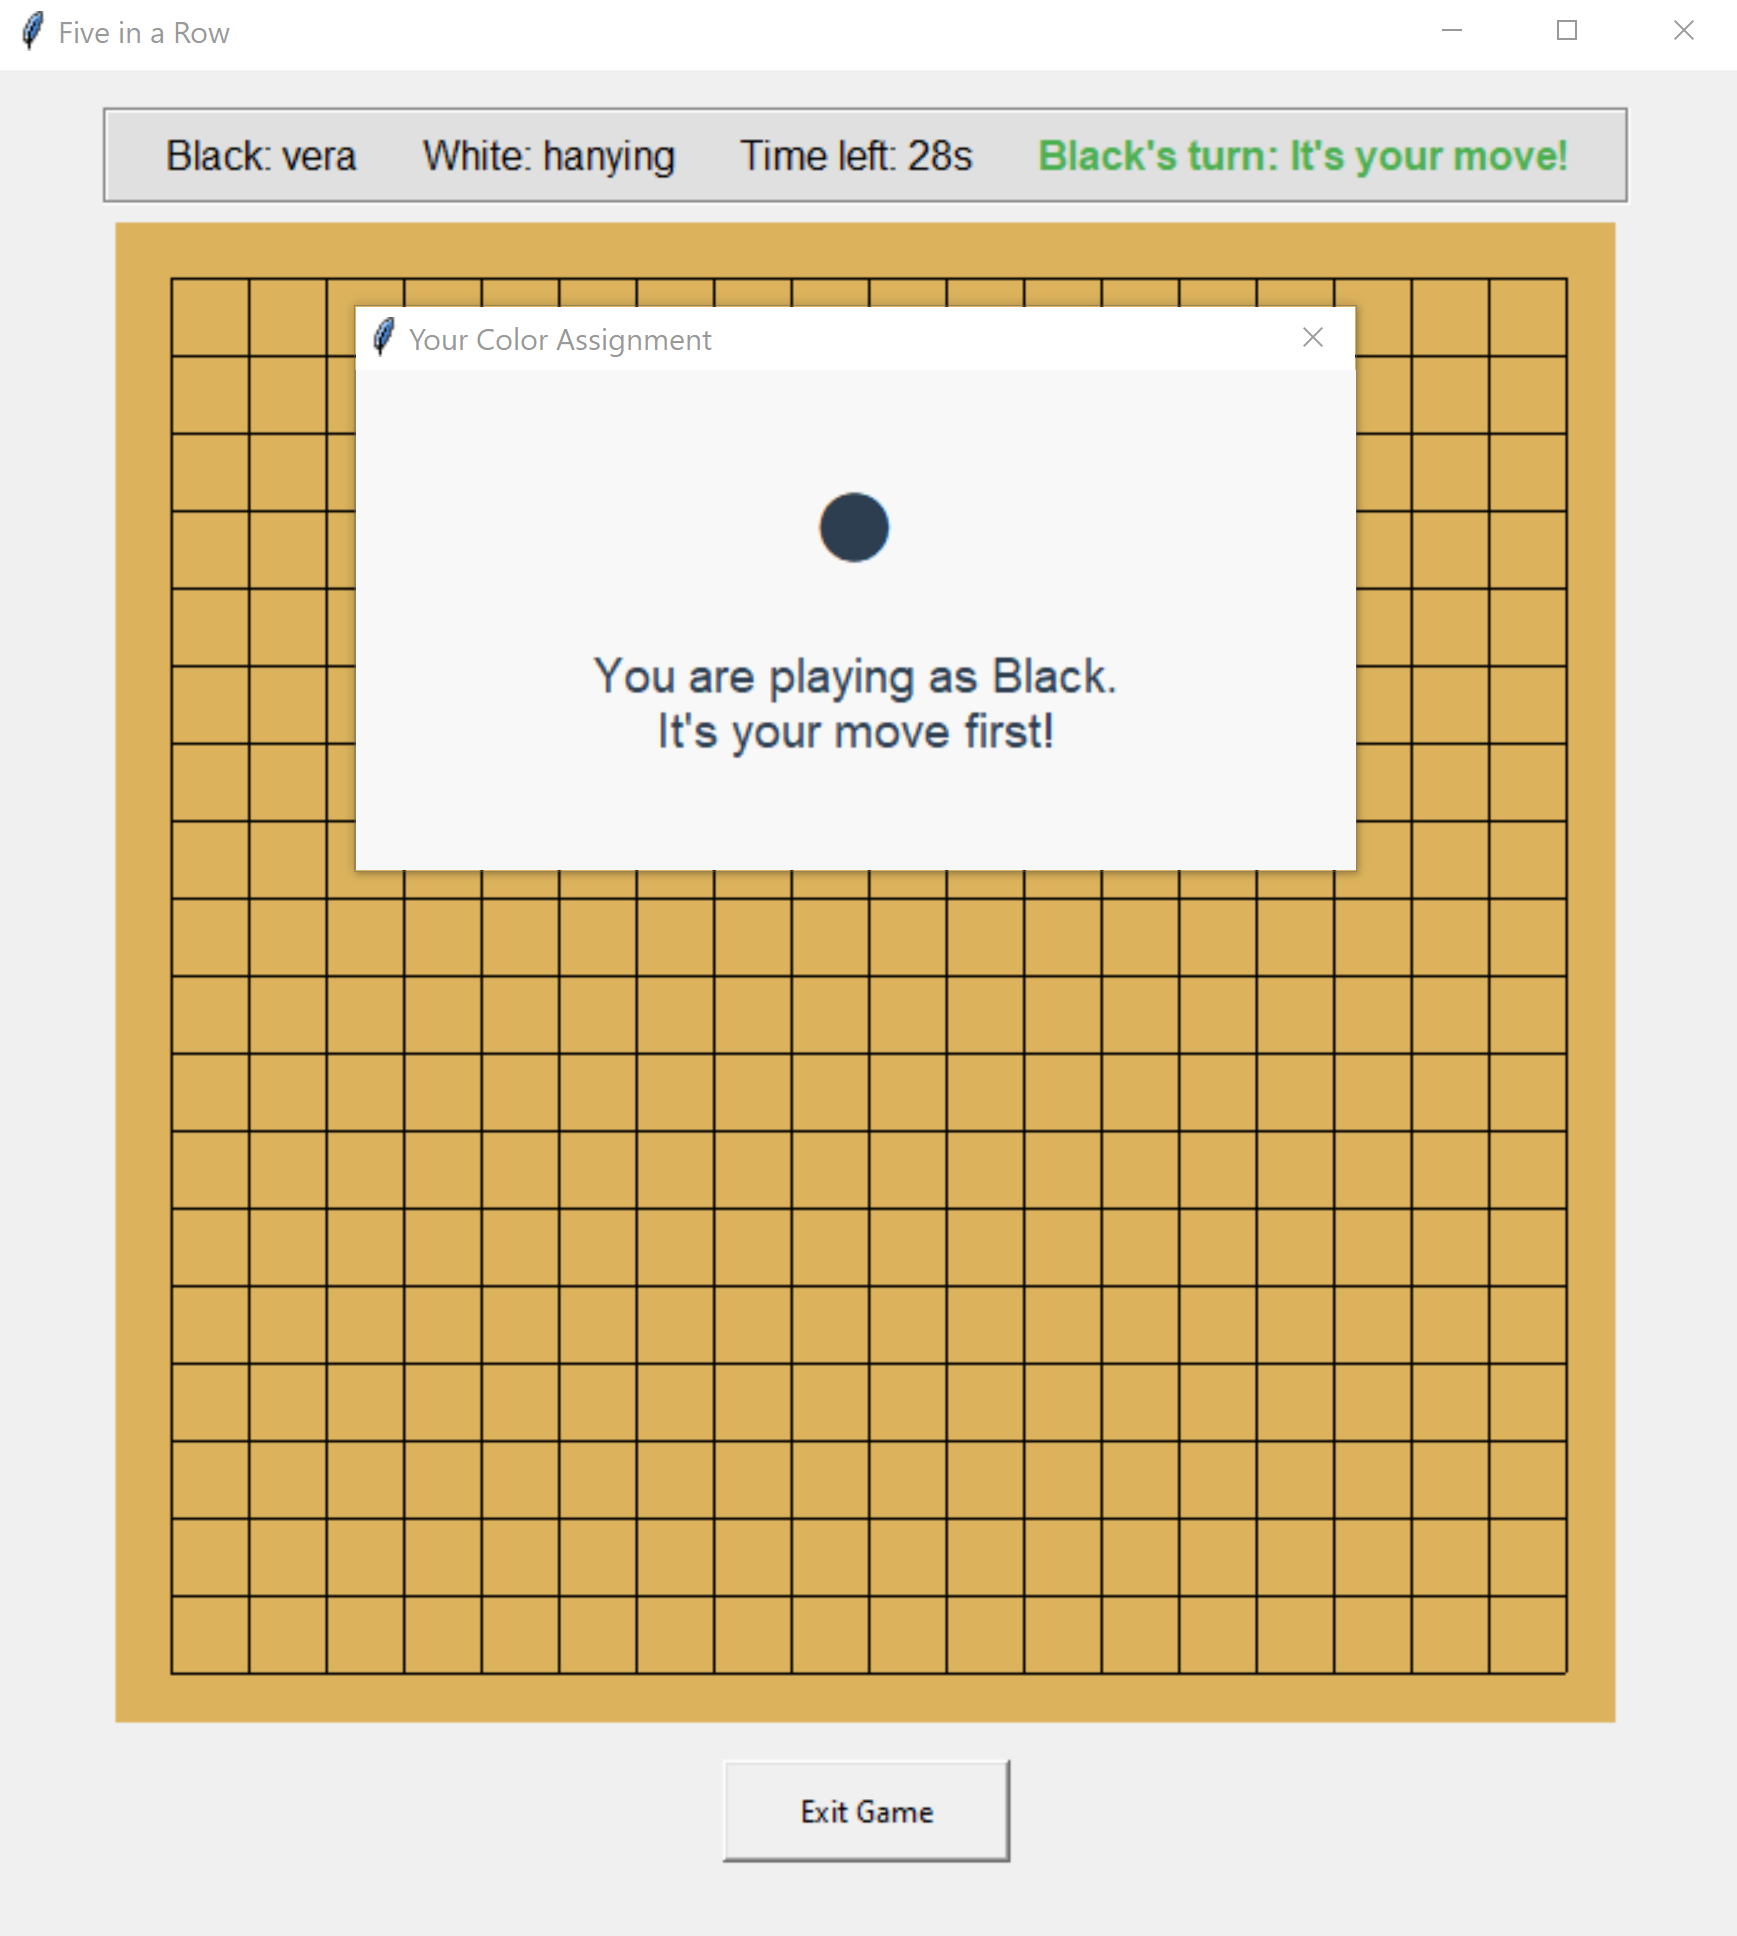 Five in a Row
Black: vera White: hanying Time left: 28s Black's turn: It's your move!
Your Color Assignment
You are playing as Black.
It's your move first!
Exit Game